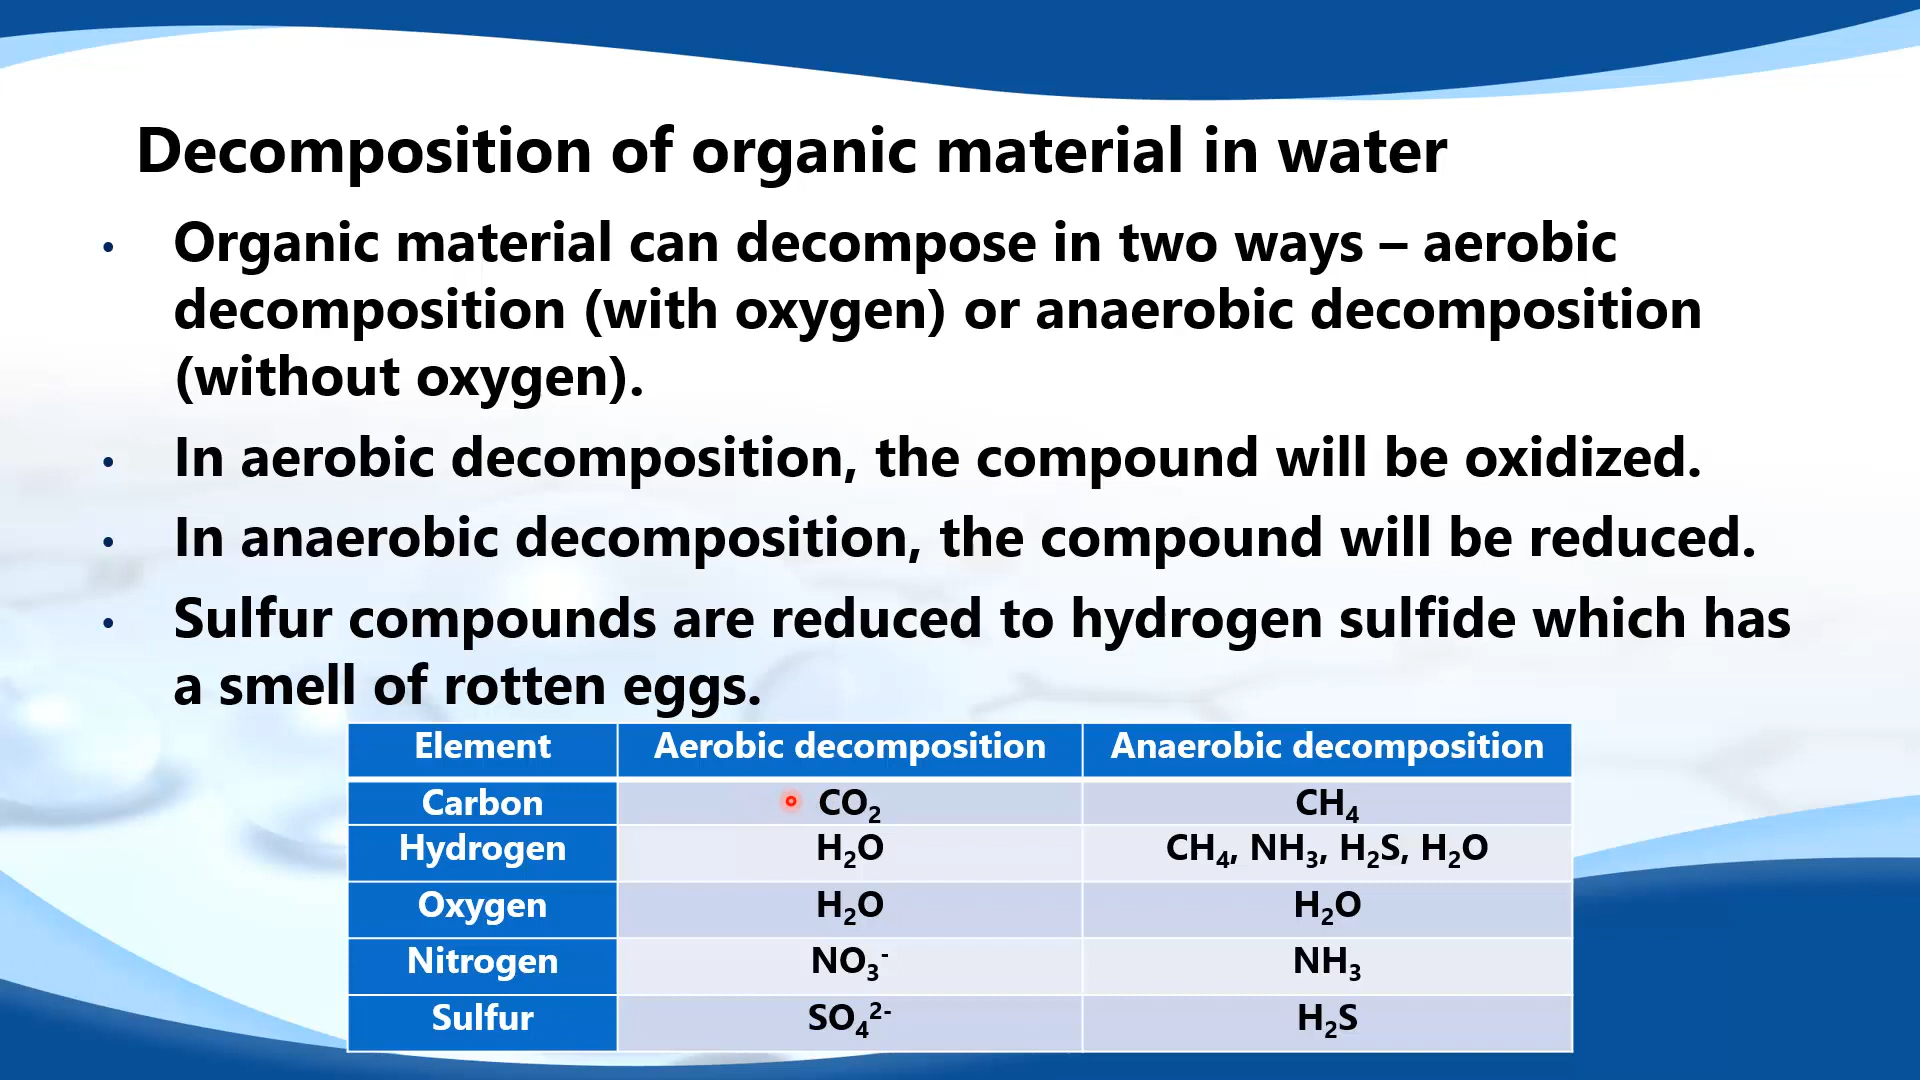 Decomposition of organic material in water
• Organic material can decompose in two ways – aerobic
decomposition (with oxygen) or anaerobic decomposition
(without oxygen).
• In aerobic decomposition, the compound will be oxidized.
• In anaerobic decomposition, the compound will be reduced.
• Sulfur compounds are reduced to hydrogen sulfide which has
a smell of rotten eggs.
Element Aerobic decomposition Anaerobic decomposition
Carbon CO₂ CH₄
Hydrogen H₂O CH₄, NH₃, H₂S, H₂O
Oxygen H₂O H₂O
Nitrogen NO₃⁻ NH₃
Sulfur SO₄²⁻ H₂S